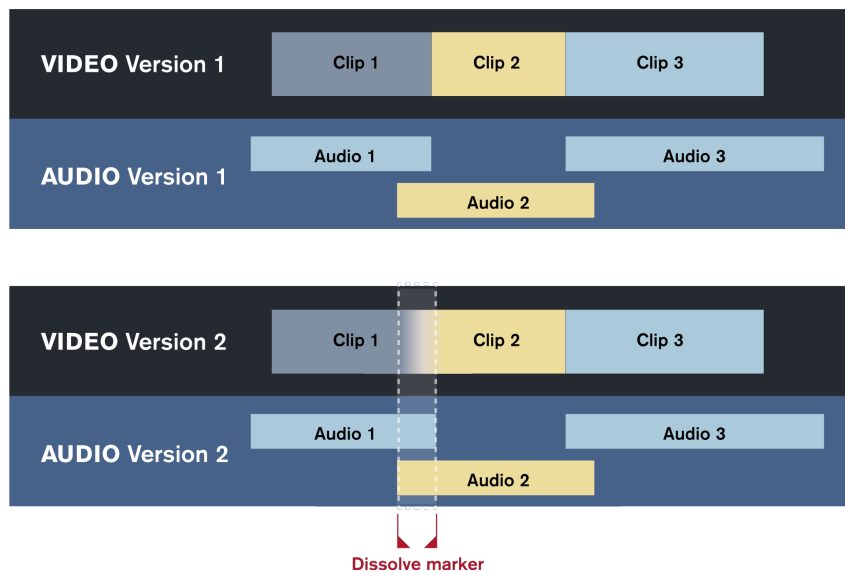 VIDEO Version 1
Clip 1
Clip 2
Clip 3
AUDIO Version 1
Audio 1
Audio 3
Audio 2
VIDEO Version 2
Clip 1
Clip 2
Clip 3
AUDIO Version 2
Audio 1
Audio 3
Audio 2
Dissolve marker